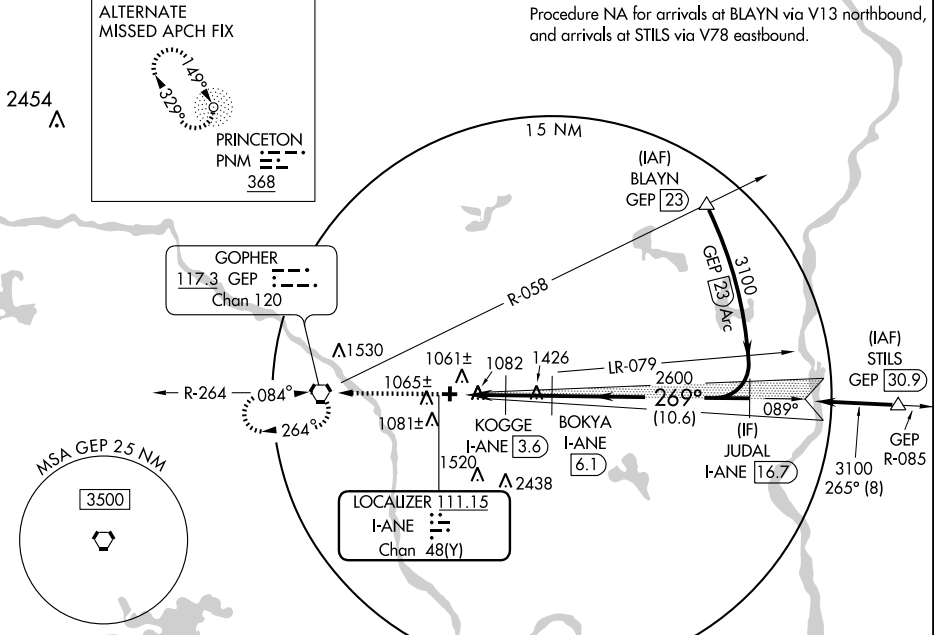 ALTERNATE
MISSED APCH FIX
149°
329°
PRINCETON
PNM
368
Procedure NA for arrivals at BLAYN via V13 northbound,
and arrivals at STILS via V78 eastbound.
2454
15 NM
(IAF)
BLAYN
GEP 23
3100
GEP 23 Arc
R-058
GOPHER
117.3 GEP
Chan 120
1530
1061±
1082
1426
LR-079
2600
1065±
R-264
084°
264°
269°
(10.6)
089°
1081±
KOGGE
I-ANE 3.6
BOKYA
I-ANE
6.1
(IF)
JUDAL
I-ANE 16.7
(IAF)
STILS
GEP 30.9
GEP
R-085
3100
265° (8)
1520
2438
LOCALIZER 111.15
I-ANE
Chan 48(Y)
MSA GEP 25 NM
3500